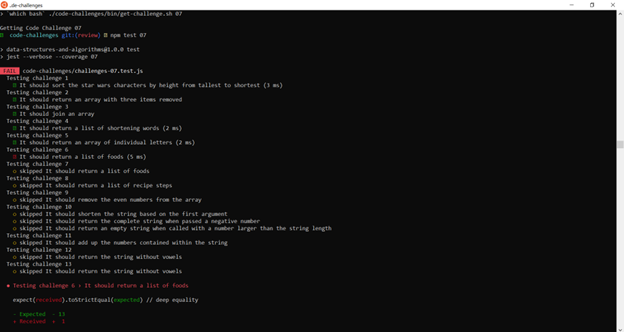 .de-challenges
> `which bash` ./code-challenges/bin/get-challenge.sh 07
Getting Code Challenge 07
code-challenges git:(review) npm test 07
> data-structures-and-algorithms@1.0.0 test
> jest --verbose --coverage 07
FAIL code-challenges/challenges-07.test.js
Testing challenge 1
It should sort the star wars characters by height from tallest to shortest (3 ms)
Testing challenge 2
It should return an array with three items removed
Testing challenge 3
It should join an array
Testing challenge 4
It should return a list of shortening words (2 ms)
Testing challenge 5
It should return an array of individual letters (2 ms)
Testing challenge 6
It should return a list of foods (5 ms)
Testing challenge 7
○ skipped It should return a list of foods
Testing challenge 8
○ skipped It should return a list of recipe steps
Testing challenge 9
○ skipped It should remove the even numbers from the array
Testing challenge 10
○ skipped It should shorten the string based on the first argument
○ skipped It should return the complete string when passed a negative number
○ skipped It should return an empty string when called with a number larger than the string length
Testing challenge 11
○ skipped It should add up the numbers contained within the string
Testing challenge 12
○ skipped It should return the string without vowels
Testing challenge 13
○ skipped It should return the string without vowels
● Testing challenge 6 › It should return a list of foods
expect(received).toStrictEqual(expected) // deep equality
- Expected - 13
+ Received + 1